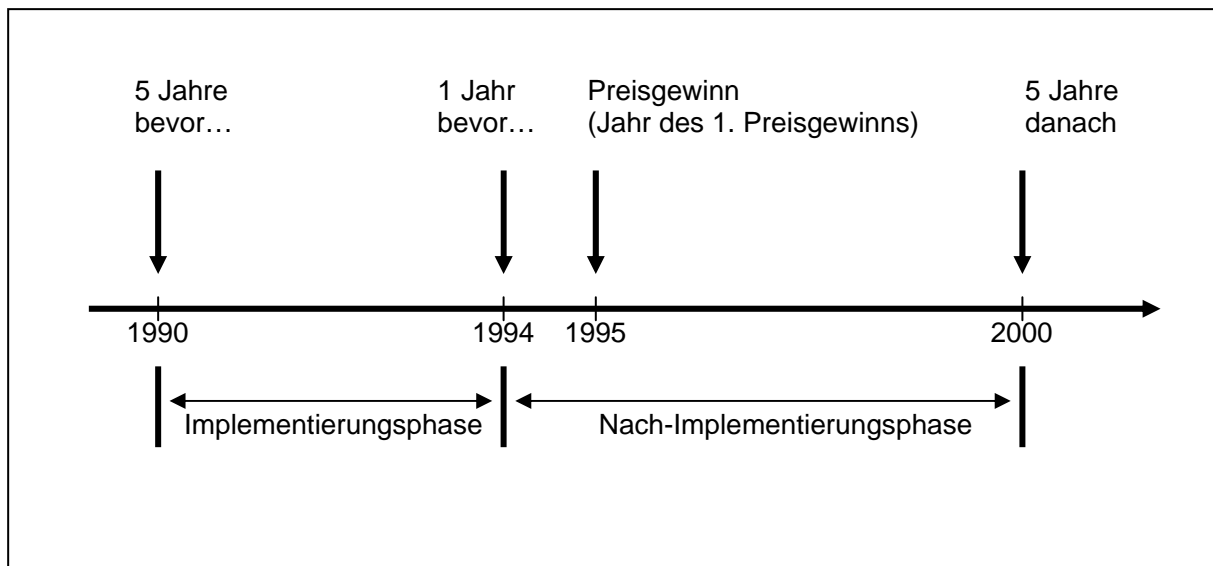 5 Jahre
bevor…
1 Jahr
bevor…
Preisgewinn
(Jahr des 1. Preisgewinns)
5 Jahre
danach
1990
1994
1995
2000
Implementierungsphase
Nach-Implementierungsphase